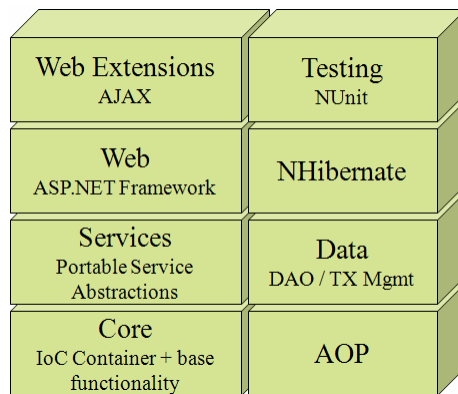 Web Extensions
AJAX
Testing
NUnit
Web
ASP.NET Framework
NHibernate
Services
Portable Service
Abstractions
Data
DAO / TX Mgmt
Core
IoC Container + base
functionality
AOP